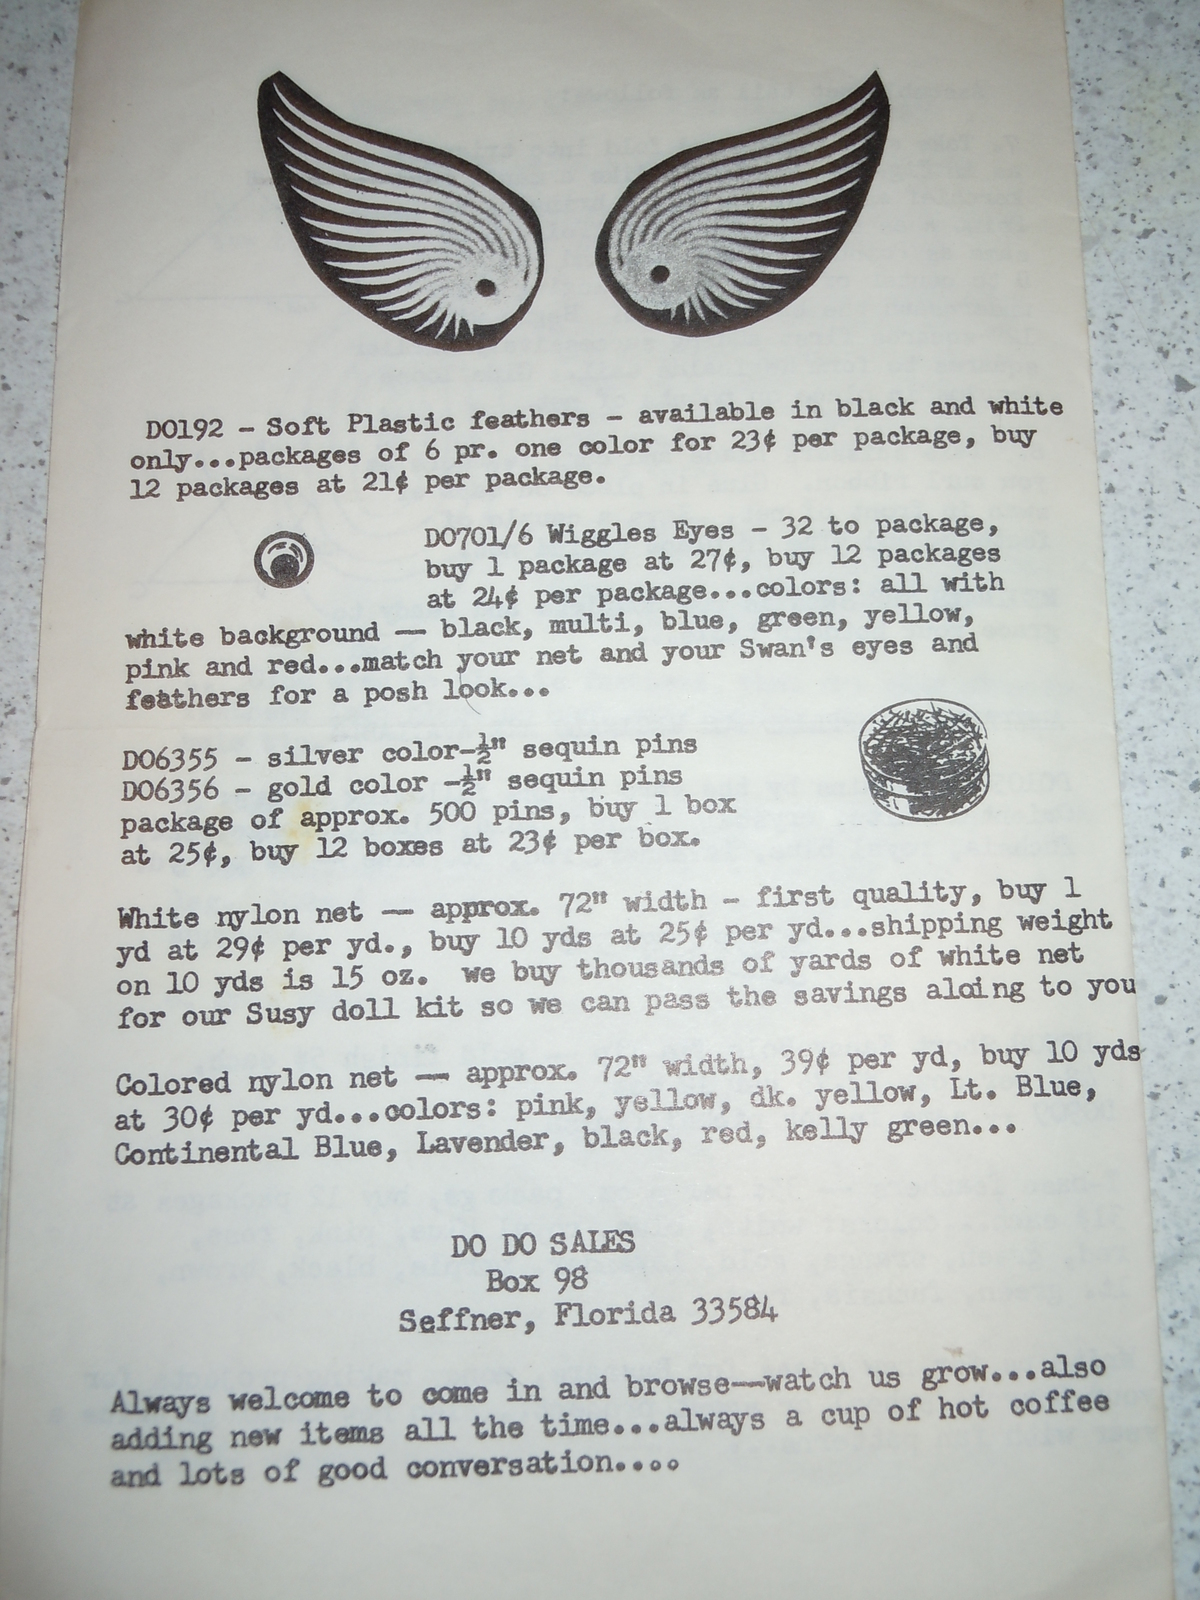 DO192 - Soft Plastic feathers - available in black and white
only...packages of 6 pr. one color for 23¢ per package, buy
12 packages at 21¢ per package.
DO701/6 Wiggles Eyes - 32 to package,
buy 1 package at 27¢, buy 12 packages
at 24¢ per package...colors: all with
white background — black, multi, blue, green, yellow,
pink and red...match your net and your Swan's eyes and
feathers for a posh look...
DO6355 - silver color-½" sequin pins
DO6356 - gold color -½" sequin pins
package of approx. 500 pins, buy 1 box
at 25¢, buy 12 boxes at 23¢ per box.
White nylon net — approx. 72" width - first quality, buy 1
yd at 29¢ per yd., buy 10 yds at 25¢ per yd...shipping weight
on 10 yds is 15 oz. we buy thousands of yards of white net
for our Susy doll kit so we can pass the savings aloing to you
Colored nylon net — approx. 72" width, 39¢ per yd, buy 10 yds
at 30¢ per yd...colors: pink, yellow, dk. yellow, Lt. Blue,
Continental Blue, Lavender, black, red, kelly green...
DO DO SALES
Box 98
Seffner, Florida 33584
Always welcome to come in and browse—watch us grow...also
adding new items all the time...always a cup of hot coffee
and lots of good conversation....